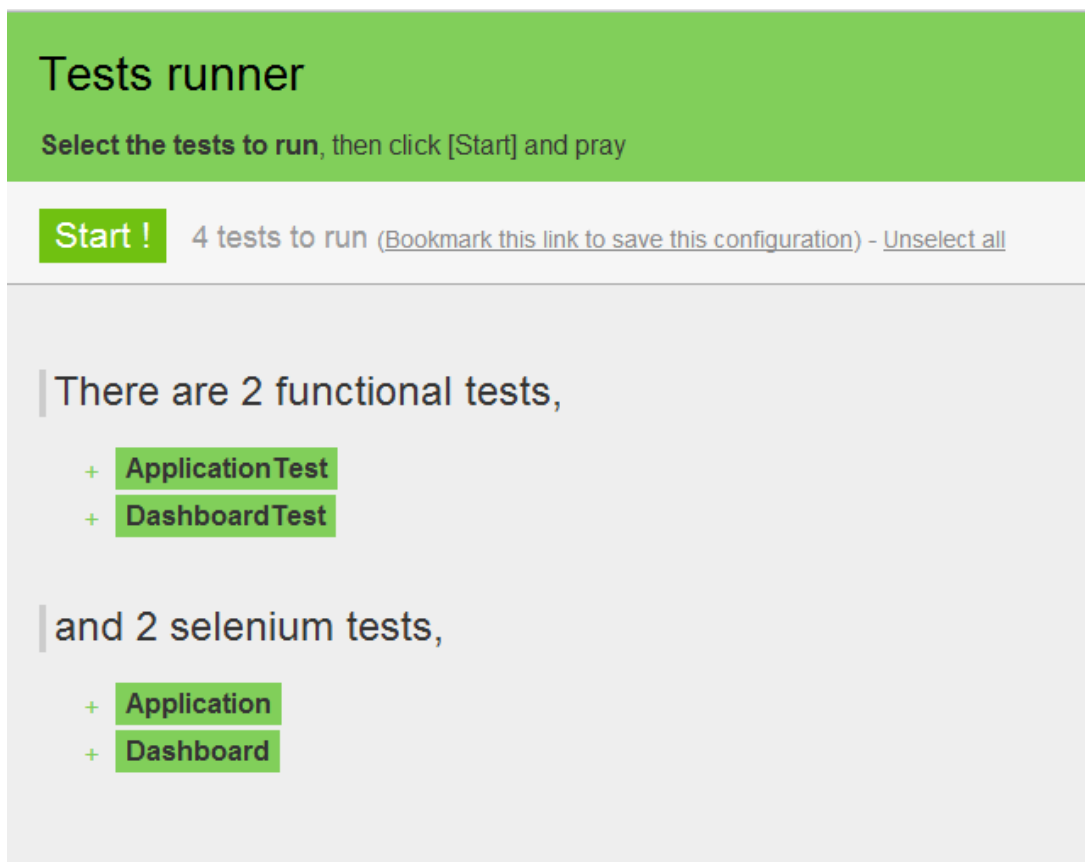 Tests runner
Select the tests to run, then click [Start] and pray
Start ! 4 tests to run (Bookmark this link to save this configuration) - Unselect all
There are 2 functional tests,
+ ApplicationTest
+ DashboardTest
and 2 selenium tests,
+ Application
+ Dashboard